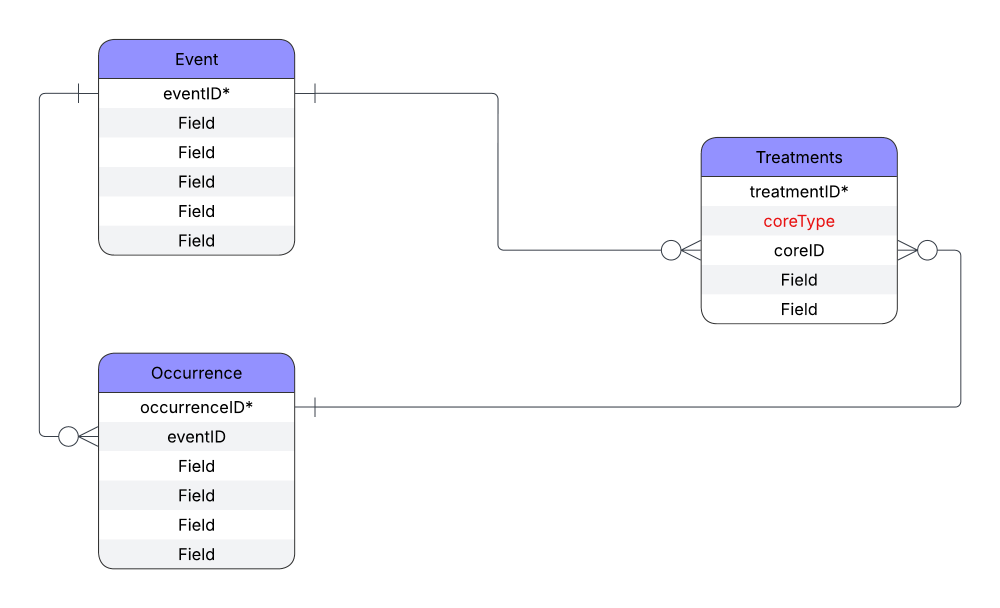 Event
eventID*
Field
Field
Field
Field
Field
Treatments
treatmentID*
coreType
coreID
Field
Field
Occurrence
occurrenceID*
eventID
Field
Field
Field
Field